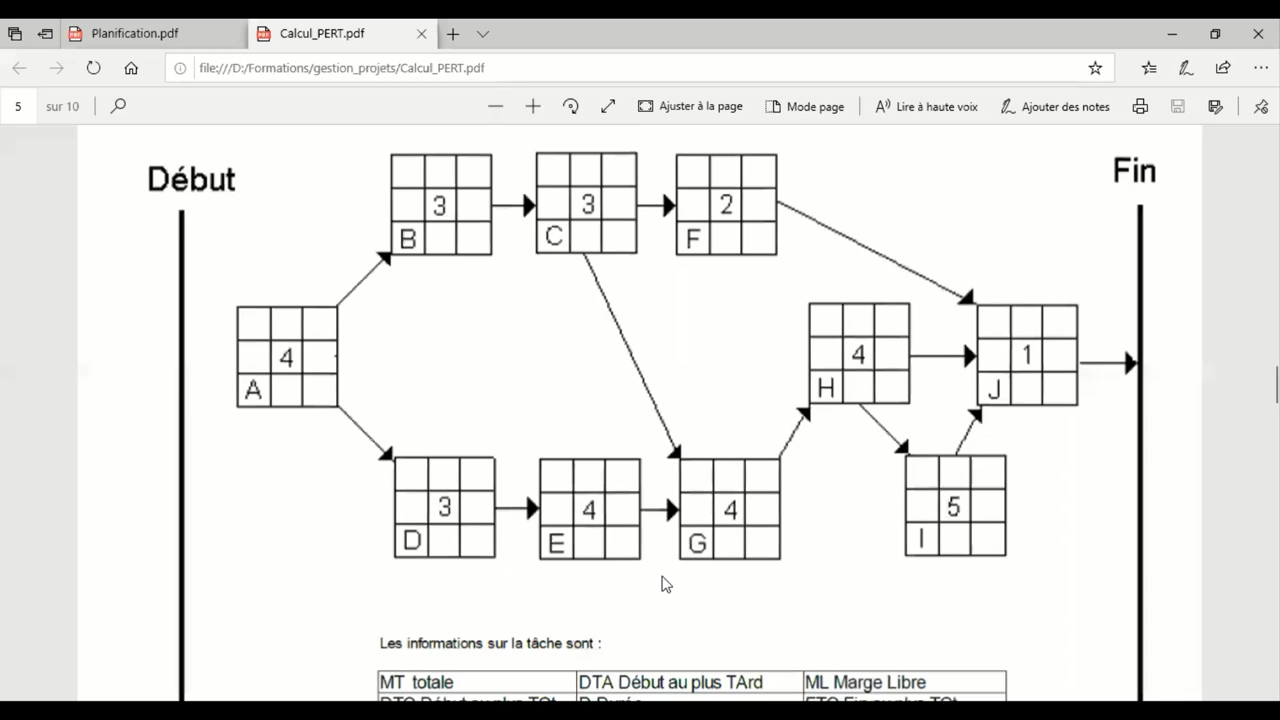 Planification.pdf
Calcul_PERT.pdf
file:///D:/Formations/gestion_projets/Calcul_PERT.pdf
5 sur 10
Ajuster à la page
Mode page
Lire à haute voix
Ajouter des notes
Début
Fin
3
B
3
C
2
F
4
A
4
H
1
J
3
D
4
E
4
G
5
I
Les informations sur la tâche sont :
MT totale
DTA Début au plus TArd
ML Marge Libre